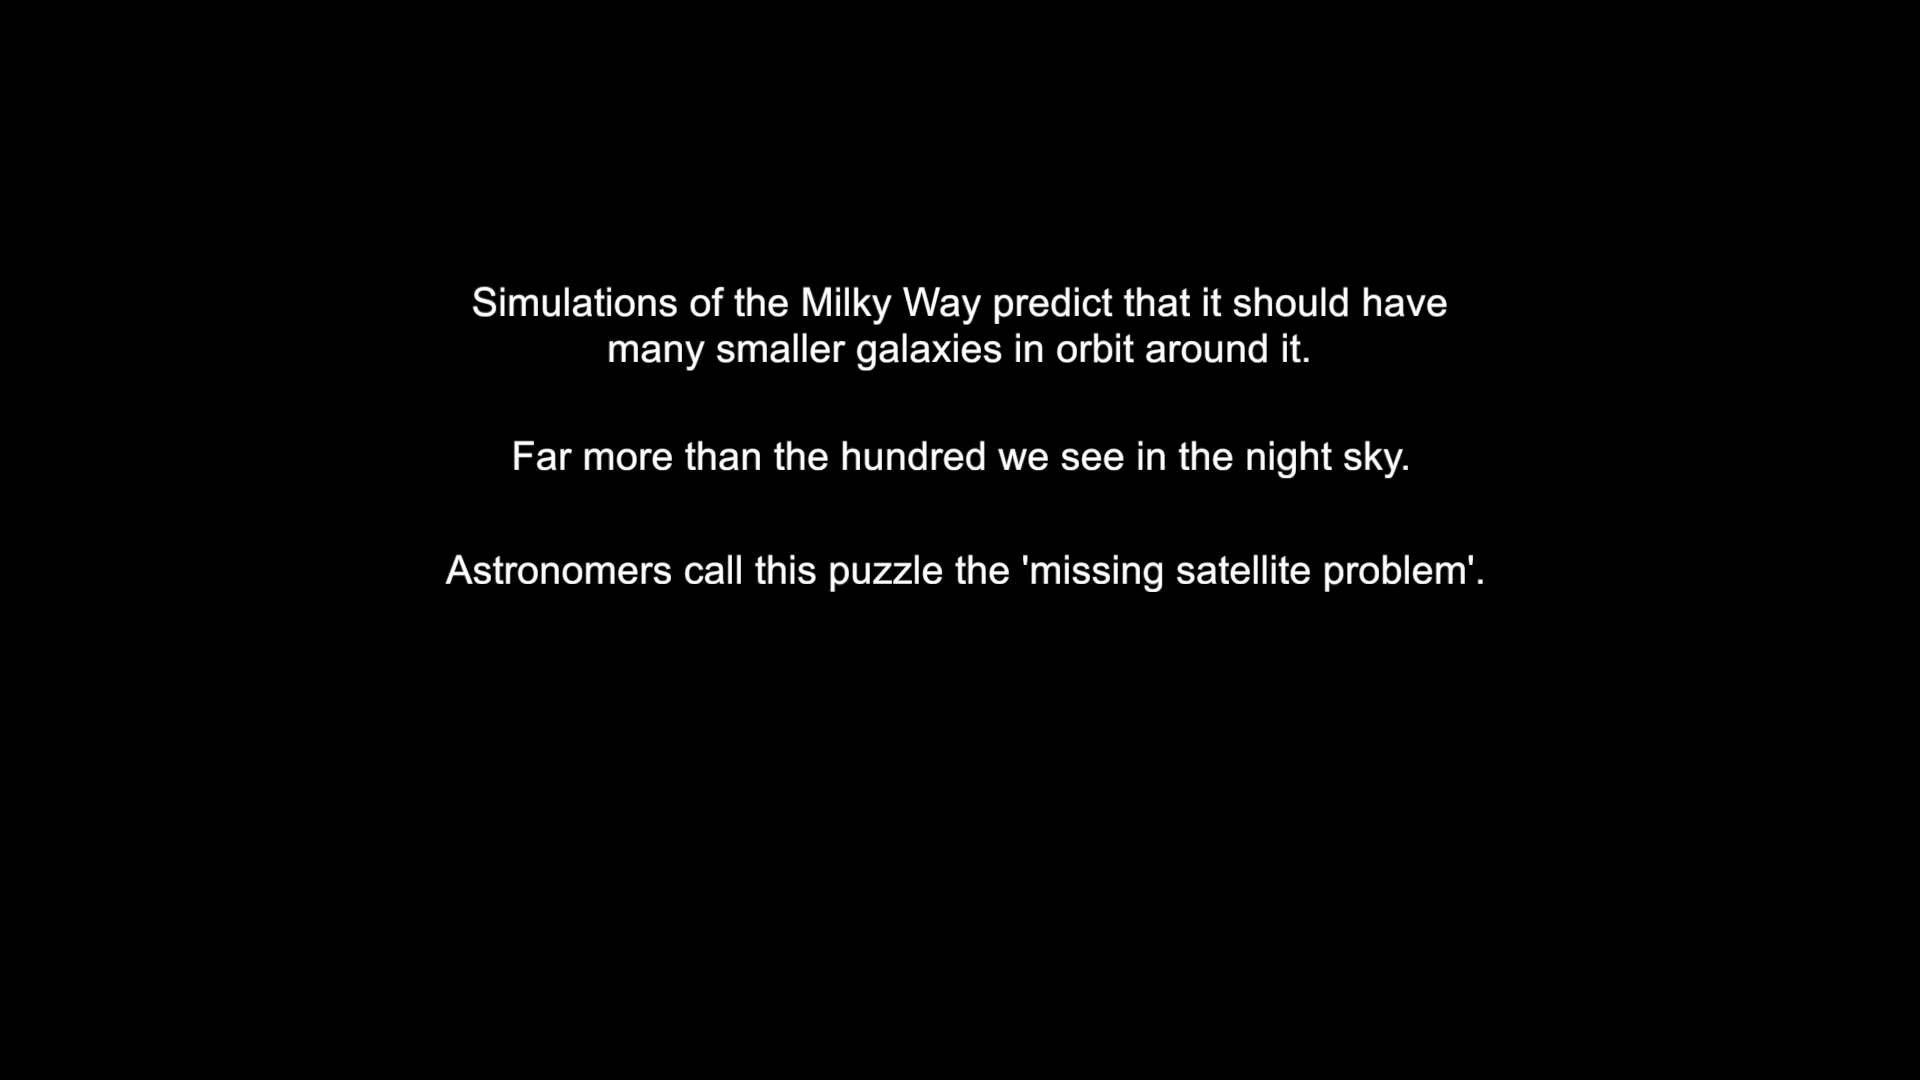 Simulations of the Milky Way predict that it should have
many smaller galaxies in orbit around it.
Far more than the hundred we see in the night sky.
Astronomers call this puzzle the 'missing satellite problem'.